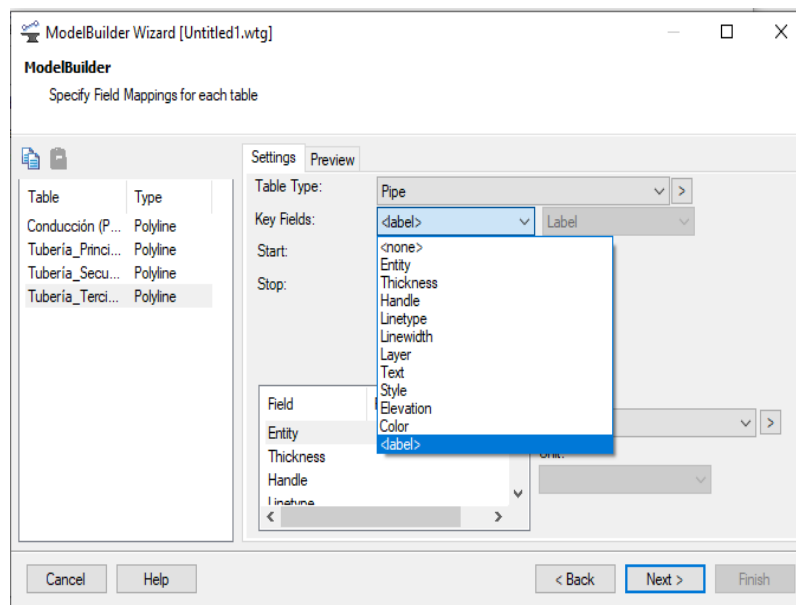 ModelBuilder Wizard [Untitled1.wtg]
ModelBuilder
Specify Field Mappings for each table
Settings Preview
Table Type
Conducción (P... Polyline
Tubería_Princi... Polyline
Tubería_Secu... Polyline
Tubería_Terci... Polyline
Table Type: Pipe >
Key Fields: <label> Label
Start:
Stop:
<none>
Entity
Thickness
Handle
Linetype
Linewidth
Layer
Text
Style
Elevation
Color
<label>
Field
Entity
Thickness
Handle
Linetype
>
Unit:
Cancel Help < Back Next > Finish